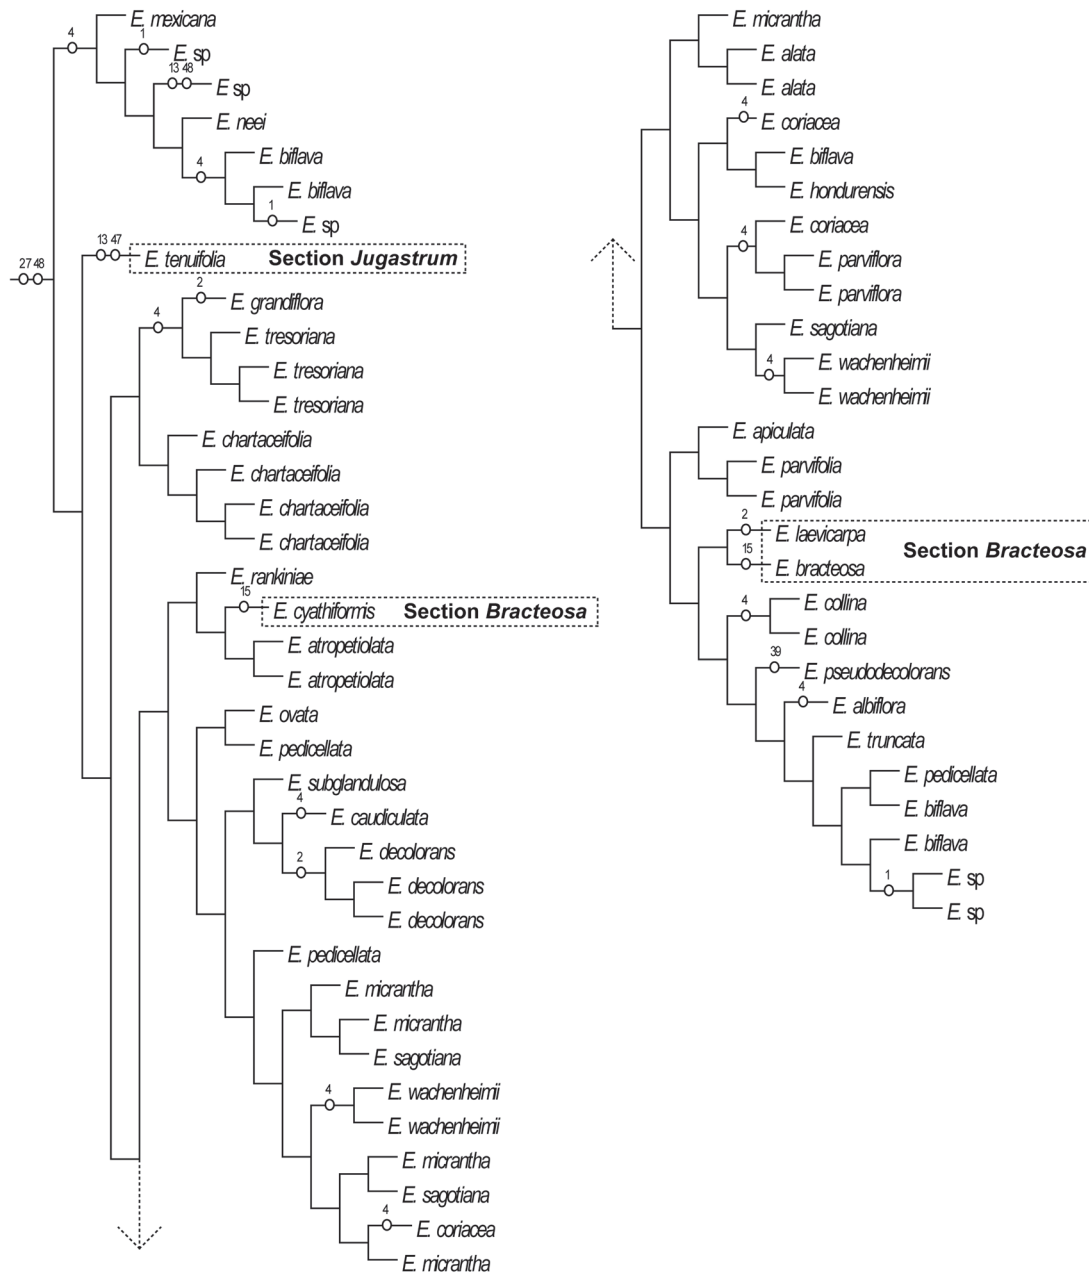 4
E. mexicana
1
E. sp
13 48
E sp
E. neei
4
E. biflava
E. biflava
1
E. sp
27 48
13 47
E. tenuifolia Section Jugastrum
2
E. grandiflora
4
E. tresoriana
E. tresoriana
E. tresoriana
E. chartaceifolia
E. chartaceifolia
E. chartaceifolia
E. chartaceifolia
E. rankiniae
15
E. cyathiformis Section Bracteosa
E. atropetiolata
E. atropetiolata
E. ovata
E. pedicellata
E. subglandulosa
4
E. caudiculata
2
E. decolorans
E. decolorans
E. decolorans
E. pedicellata
E. micrantha
E. micrantha
E. sagotiana
4
E. wachenheimii
E. wachenheimii
E. micrantha
E. sagotiana
4
E. coriacea
E. micrantha
E. micrantha
E. alata
E. alata
4
E. coriacea
E. biflava
E. hondurensis
4
E. coriacea
E. parviflora
E. parviflora
E. sagotiana
4
E. wachenheimii
E. wachenheimii
E. apiculata
E. parvifolia
E. parvifolia
2
E. laevicarpa
Section Bracteosa
15
E. bracteosa
4
E. collina
E. collina
39
E. pseudodecolorans
4
E. albiflora
E. truncata
E. pedicellata
E. biflava
E. biflava
1
E. sp
E. sp